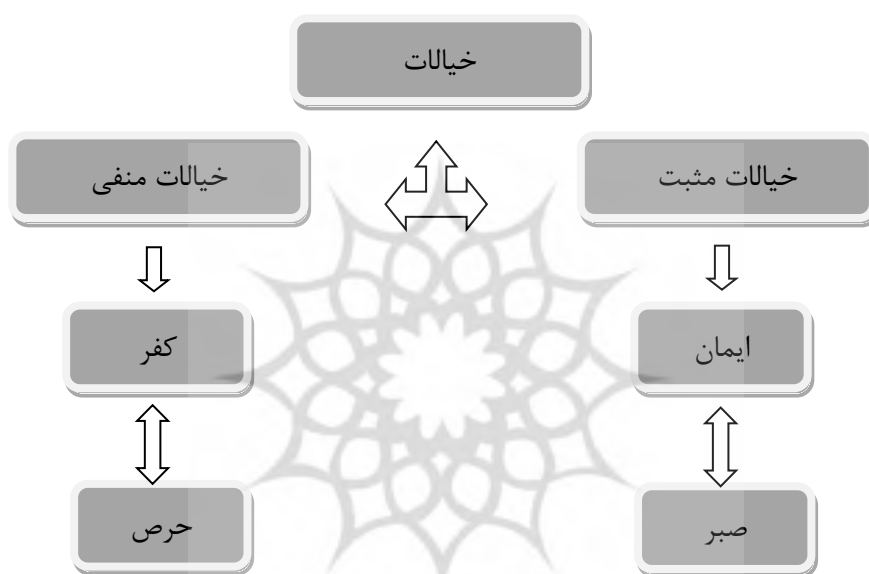 خیالات
خیالات مثبت
خیالات منفی
ایمان
کفر
صبر
حرص